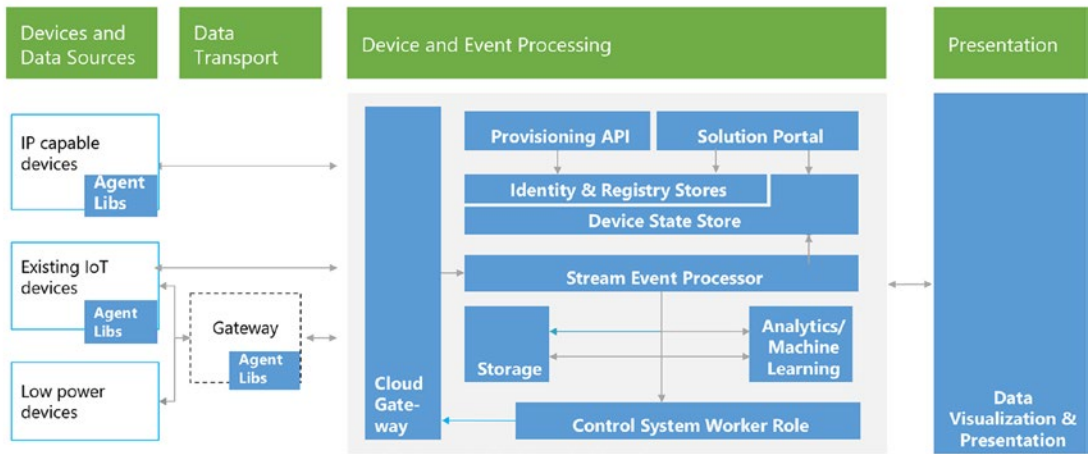 Devices and
Data Sources
Data
Transport
Device and Event Processing
Presentation
IP capable
devices
Agent
Libs
Existing IoT
devices
Agent
Libs
Low power
devices
Gateway
Agent
Libs
Cloud
Gate-
way
Provisioning API
Solution Portal
Identity & Registry Stores
Device State Store
Stream Event Processor
Storage
Analytics/
Machine
Learning
Control System Worker Role
Data
Visualization &
Presentation